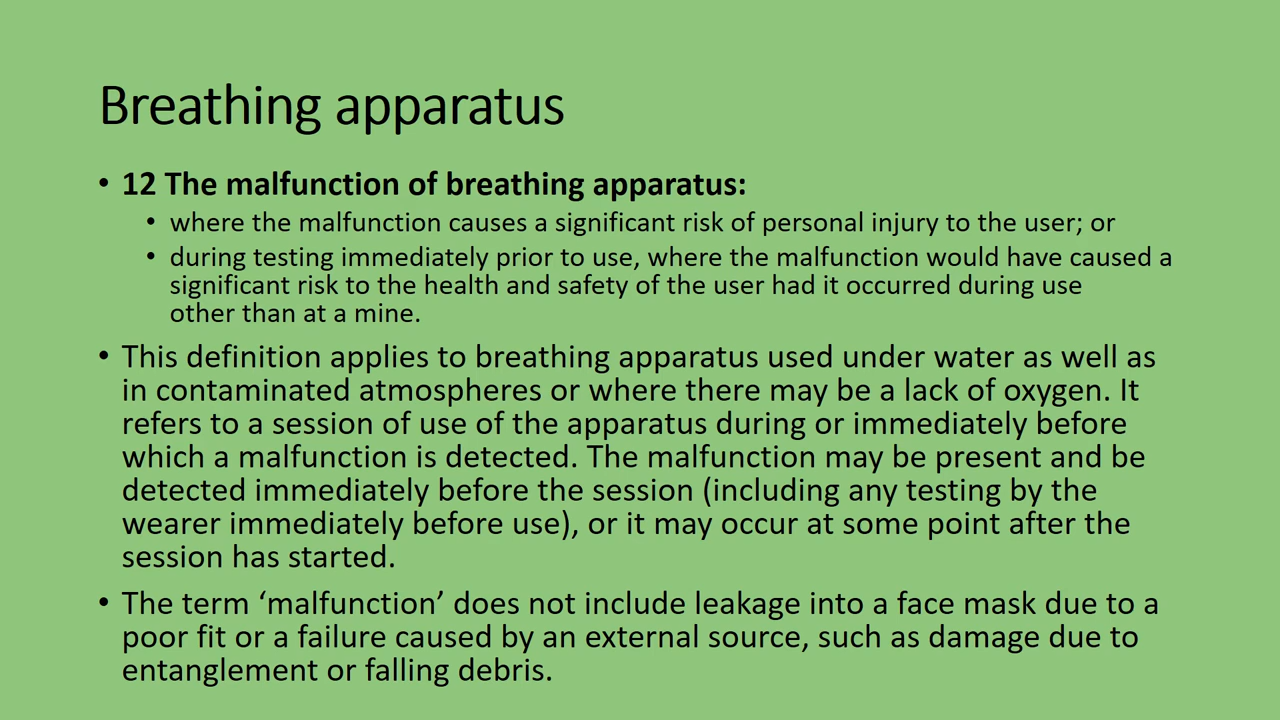 Breathing apparatus
• 12 The malfunction of breathing apparatus:
• where the malfunction causes a significant risk of personal injury to the user; or
• during testing immediately prior to use, where the malfunction would have caused a
significant risk to the health and safety of the user had it occurred during use
other than at a mine.
• This definition applies to breathing apparatus used under water as well as
in contaminated atmospheres or where there may be a lack of oxygen. It
refers to a session of use of the apparatus during or immediately before
which a malfunction is detected. The malfunction may be present and be
detected immediately before the session (including any testing by the
wearer immediately before use), or it may occur at some point after the
session has started.
• The term ‘malfunction’ does not include leakage into a face mask due to a
poor fit or a failure caused by an external source, such as damage due to
entanglement or falling debris.